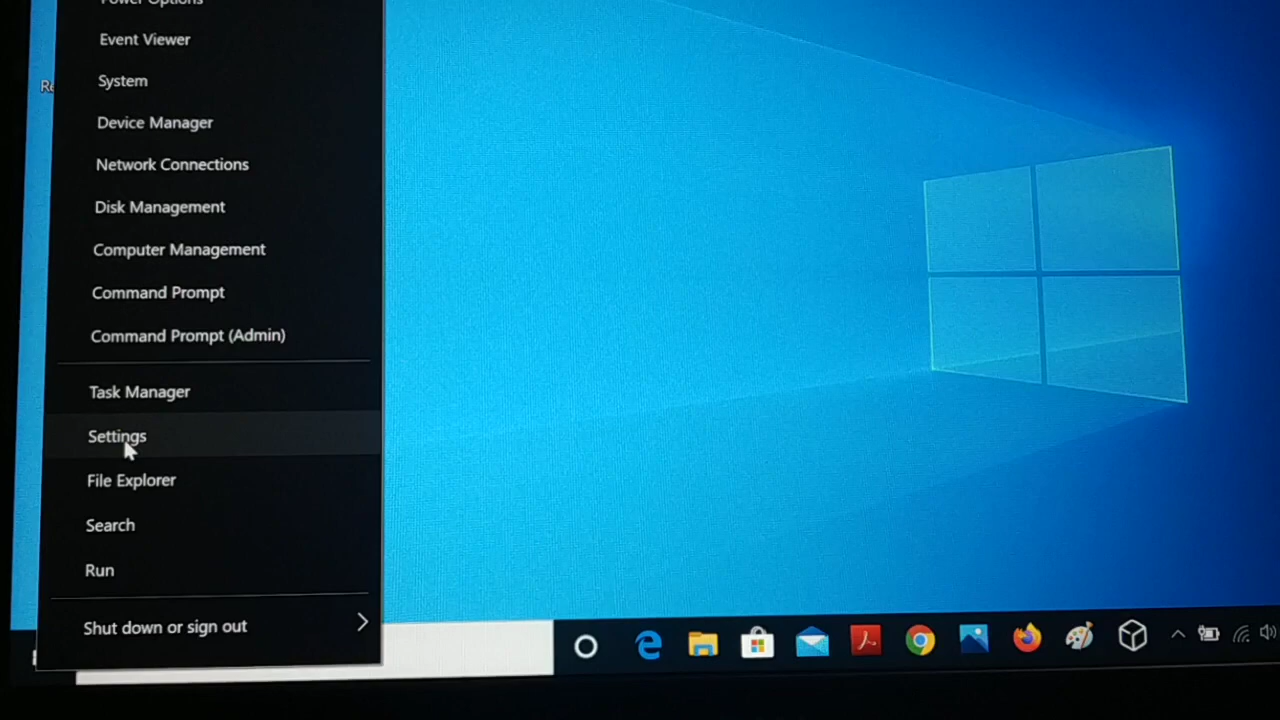 Power Options
Event Viewer
System
Device Manager
Network Connections
Disk Management
Computer Management
Command Prompt
Command Prompt (Admin)
Task Manager
Settings
File Explorer
Search
Run
Shut down or sign out